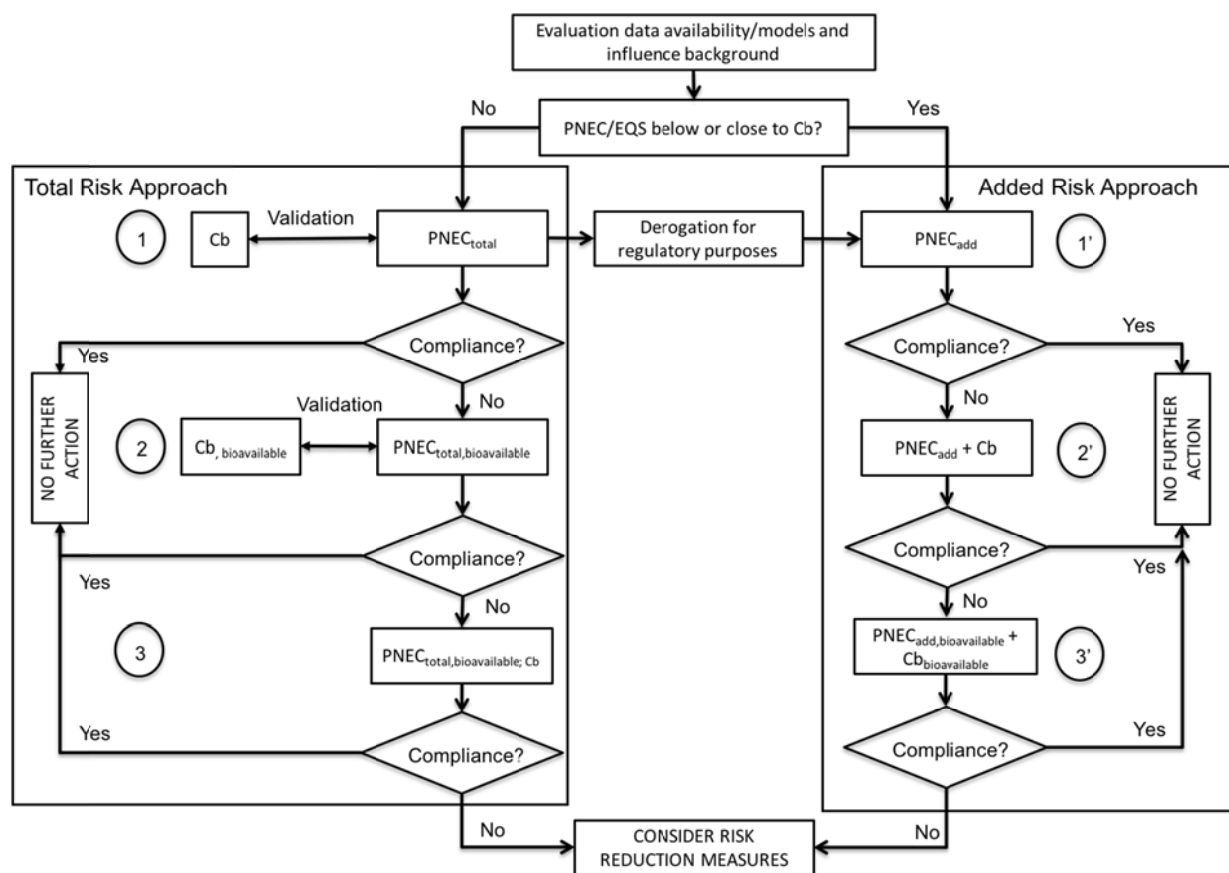 Evaluation data availability/models and
influence background
No
Yes
PNEC/EQS below or close to Cb?
Total Risk Approach
Added Risk Approach
1
Cb
Validation
PNECtotal
Derogation for
regulatory purposes
PNECadd
1'
Yes
Compliance?
Compliance?
Yes
NO FURTHER
ACTION
No
No
NO FURTHER
ACTION
2
Validation
Cb, bioavailable
PNECtotal,bioavailable
PNECadd + Cb
2'
Compliance?
Compliance?
Yes
Yes
No
No
3
PNECtotal,bioavailable; Cb
PNECadd,bioavailable +
Cbbioavailable
3'
Yes
Compliance?
Compliance?
Yes
No
No
CONSIDER RISK
REDUCTION MEASURES